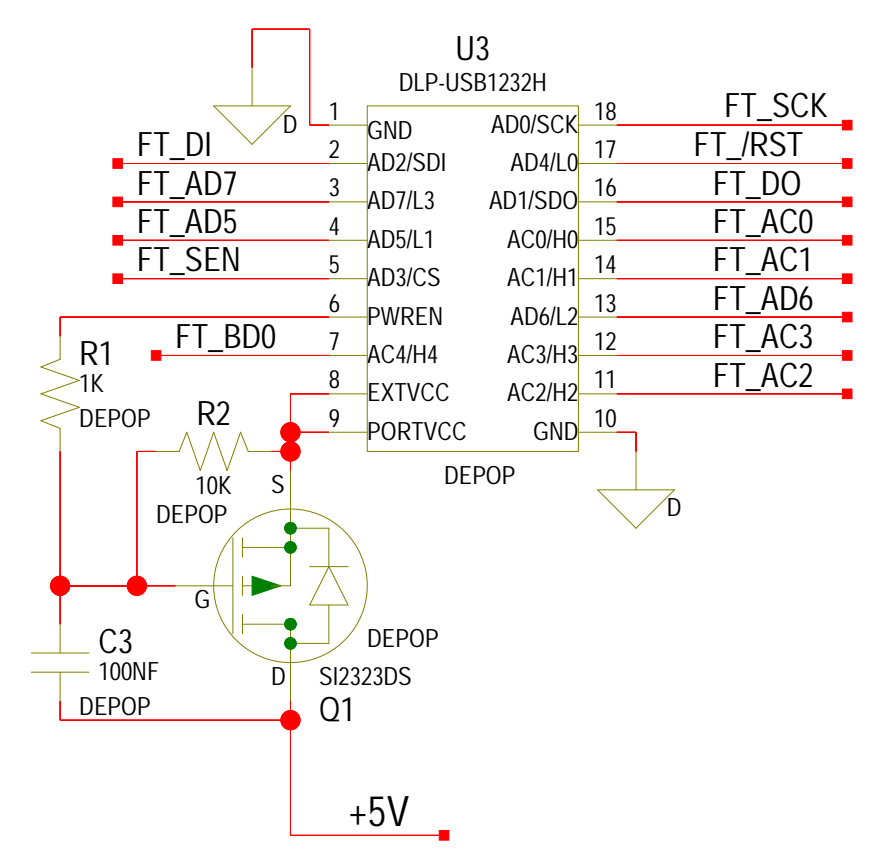 U3
DLP-USB1232H
1 GND AD0/SCK 18 FT_SCK
D
FT_DI 2 AD2/SDI AD4/L0 17 FT_/RST
FT_AD7 3 AD7/L3 AD1/SDO 16 FT_DO
FT_AD5 4 AD5/L1 AC0/H0 15 FT_AC0
FT_SEN 5 AD3/CS AC1/H1 14 FT_AC1
6 PWREN AD6/L2 13 FT_AD6
FT_BD0 7 AC4/H4 AC3/H3 12 FT_AC3
8 EXTVCC AC2/H2 11 FT_AC2
9 PORTVCC GND 10
DEPOP
D
R1
1K
DEPOP
R2
10K
DEPOP
S
G
D
DEPOP
SI2323DS
Q1
C3
100NF
DEPOP
+5V